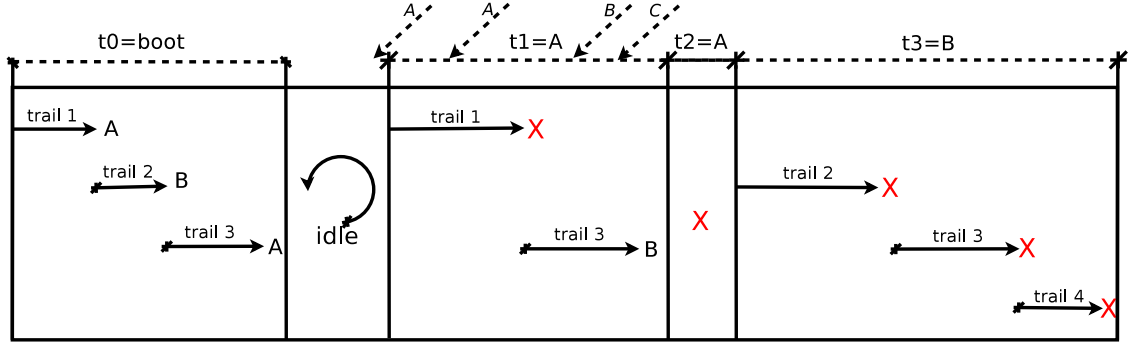 A A B C
t0=boot t1=A t2=A t3=B
trail 1 A trail 1 X
trail 2 B trail 2 X
X
idle
trail 3 A trail 3 B trail 3 X
trail 4 X